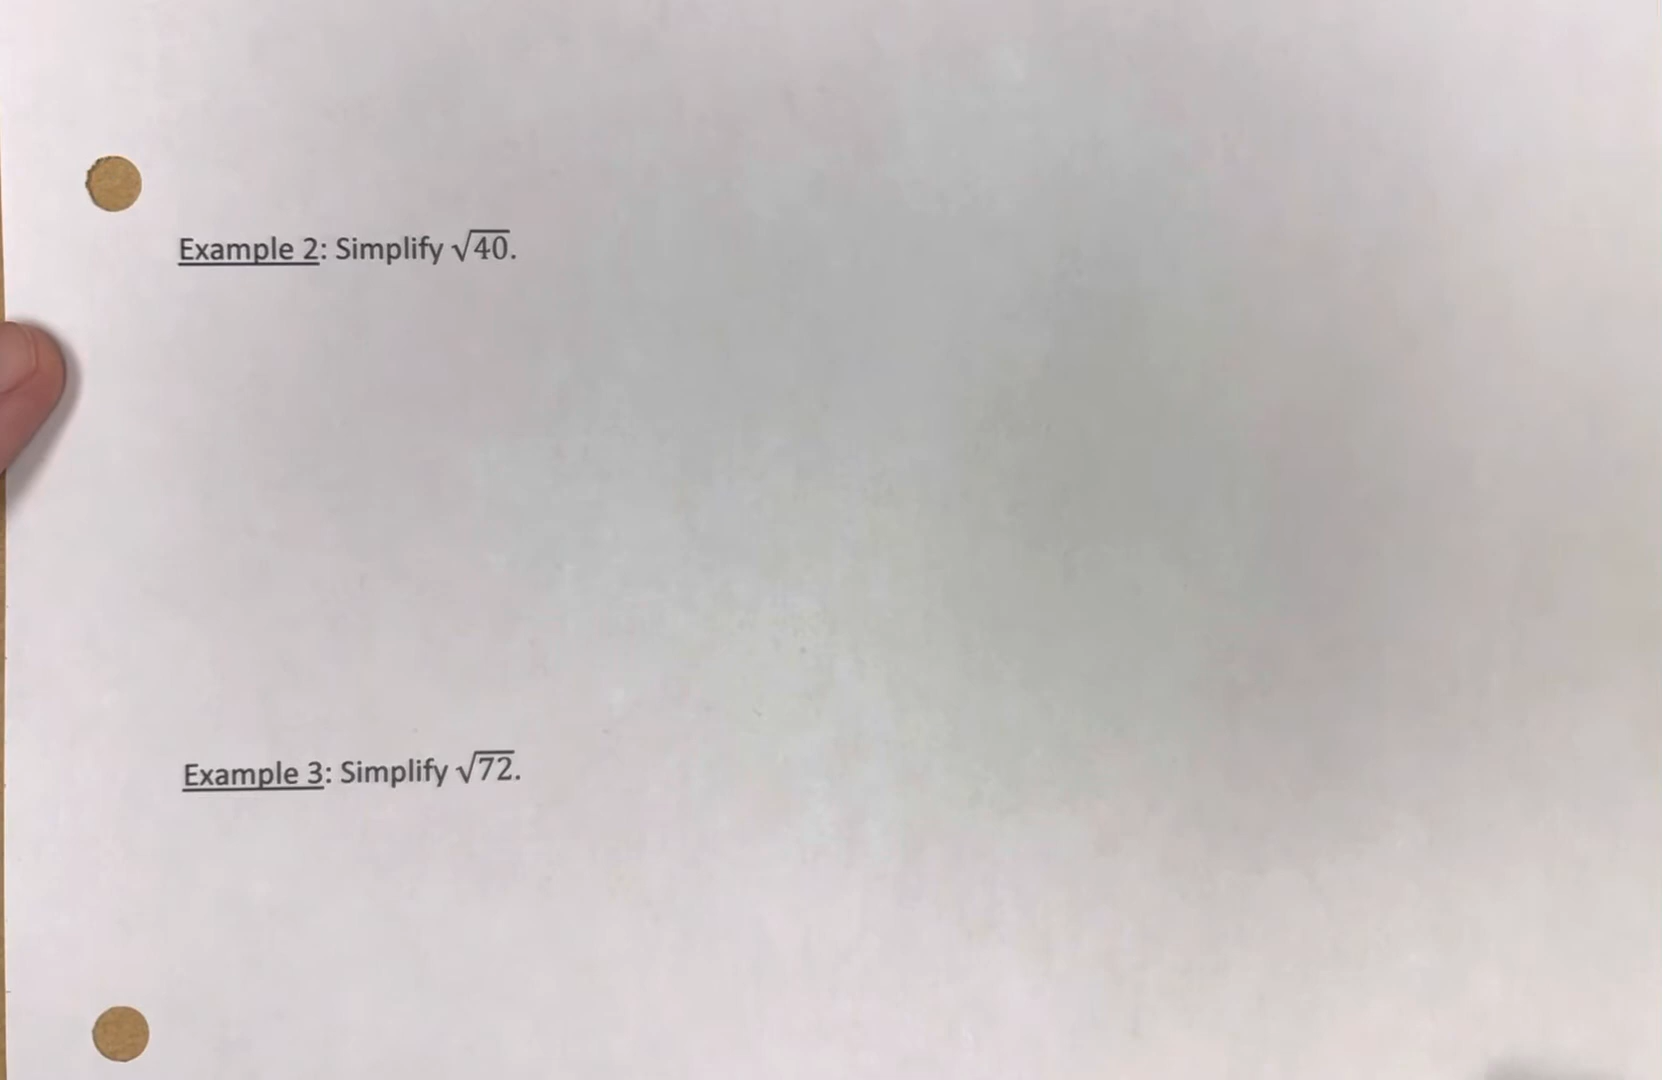 Example 2: Simplify √40.
Example 3: Simplify √72.